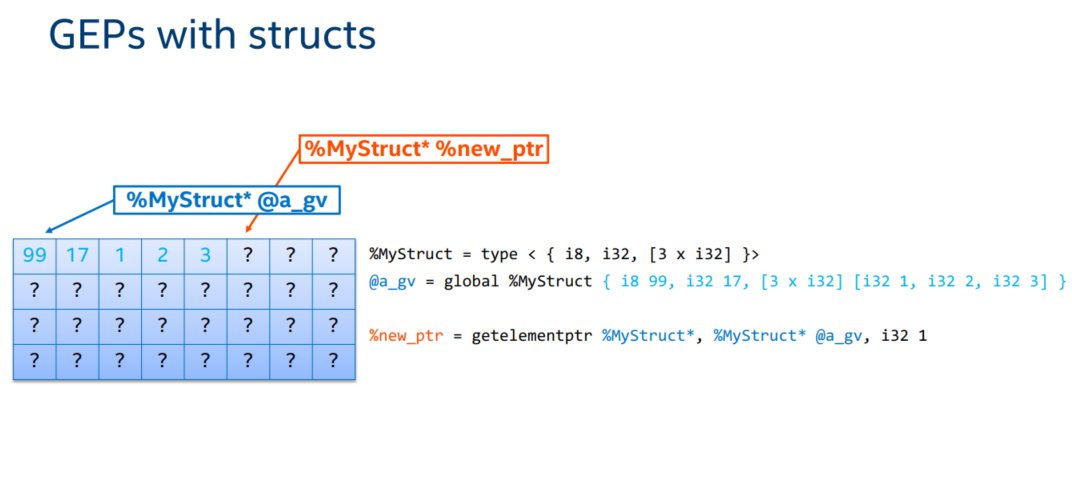 GEPs with structs
%MyStruct* %new_ptr
%MyStruct* @a_gv
99 17 1 2 3 ? ? ?
? ? ? ? ? ? ? ?
? ? ? ? ? ? ? ?
? ? ? ? ? ? ? ?
%MyStruct = type < { i8, i32, [3 x i32] }>
@a_gv = global %MyStruct { i8 99, i32 17, [3 x i32] [i32 1, i32 2, i32 3] }
%new_ptr = getelementptr %MyStruct*, %MyStruct* @a_gv, i32 1